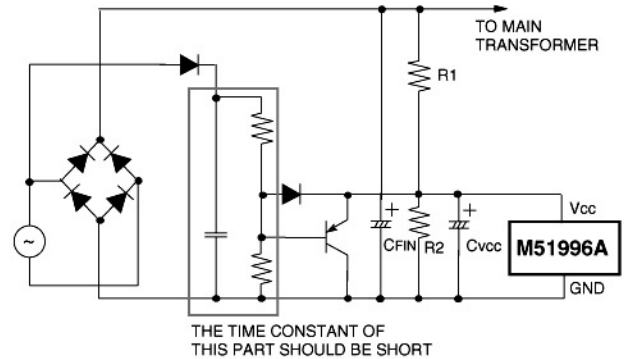 TO MAIN
TRANSFORMER
R1
~
+
CFIN
R2
+
Cvcc
Vcc
M51996A
GND
THE TIME CONSTANT OF
THIS PART SHOULD BE SHORT